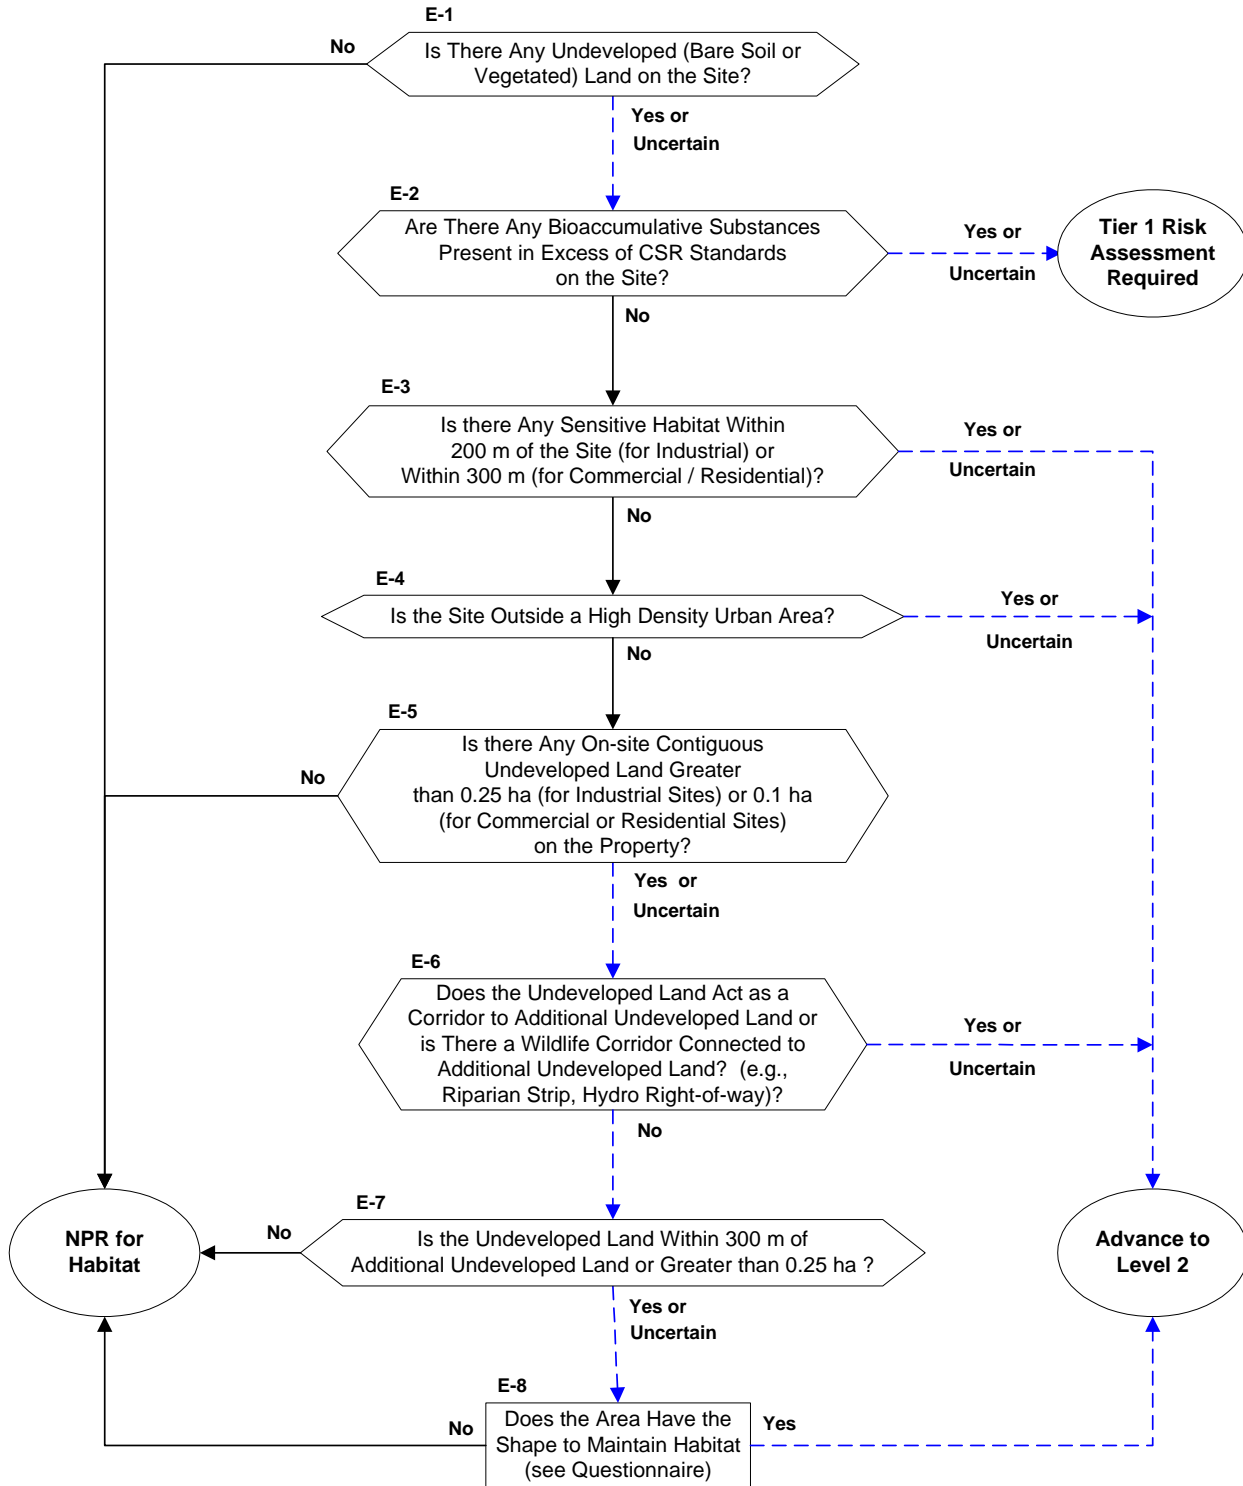 E-1
No
Is There Any Undeveloped (Bare Soil or
Vegetated) Land on the Site?
Yes or
Uncertain
E-2
Are There Any Bioaccumulative Substances
Present in Excess of CSR Standards
on the Site?
Yes or
Uncertain
Tier 1 Risk
Assessment
Required
No
E-3
Is there Any Sensitive Habitat Within
200 m of the Site (for Industrial) or
Within 300 m (for Commercial / Residential)?
Yes or
Uncertain
No
E-4
Is the Site Outside a High Density Urban Area?
Yes or
Uncertain
No
E-5
Is there Any On-site Contiguous
Undeveloped Land Greater
than 0.25 ha (for Industrial Sites) or 0.1 ha
(for Commercial or Residential Sites)
on the Property?
No
Yes or
Uncertain
E-6
Does the Undeveloped Land Act as a
Corridor to Additional Undeveloped Land or
is There a Wildlife Corridor Connected to
Additional Undeveloped Land? (e.g.,
Riparian Strip, Hydro Right-of-way)?
Yes or
Uncertain
No
E-7
NPR for
Habitat
No
Is the Undeveloped Land Within 300 m of
Additional Undeveloped Land or Greater than 0.25 ha ?
Advance to
Level 2
Yes or
Uncertain
E-8
No
Does the Area Have the
Shape to Maintain Habitat
(see Questionnaire)
Yes